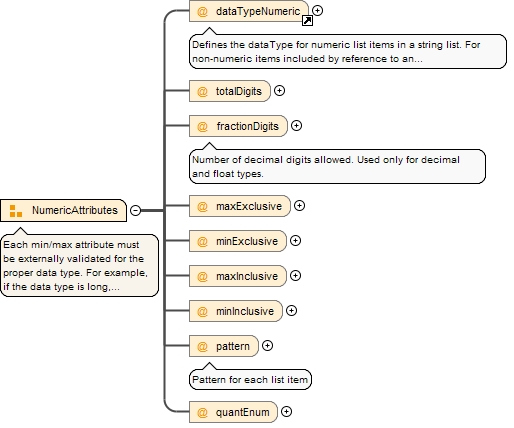 @ dataTypeNumeric
Defines the dataType for numeric list items in a string list. For
non-numeric items included by reference to an...
@ totalDigits
@ fractionDigits
Number of decimal digits allowed. Used only for decimal
and float types.
@ maxExclusive
NumericAttributes
@ minExclusive
Each min/max attribute must
be externally validated for the
proper data type. For example,
if the data type is long,...
@ maxInclusive
@ minInclusive
@ pattern
Pattern for each list item
@ quantEnum